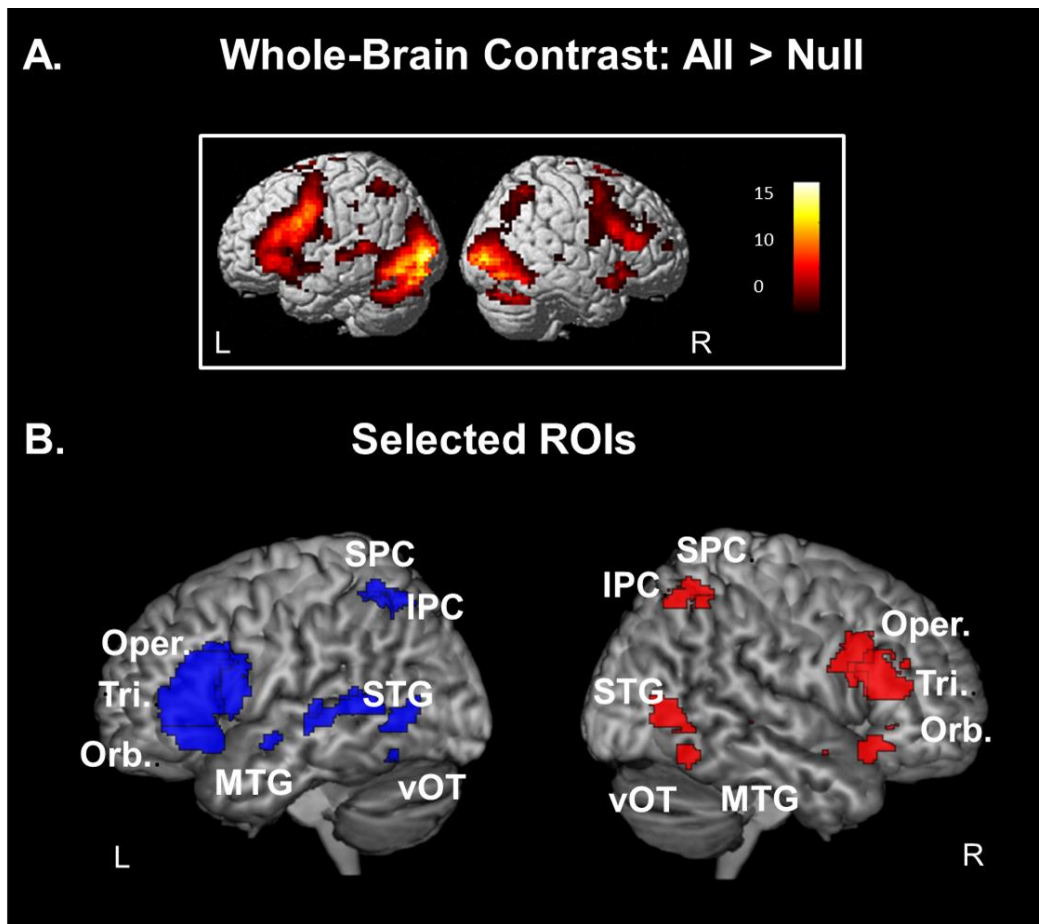 A. Whole-Brain Contrast: All > Null
15
10
0
L R
B. Selected ROIs
SPC SPC
IPC IPC
Oper. Oper.
Tri. STG STG Tri.
Orb. Orb.
MTG vOT vOT MTG
L R